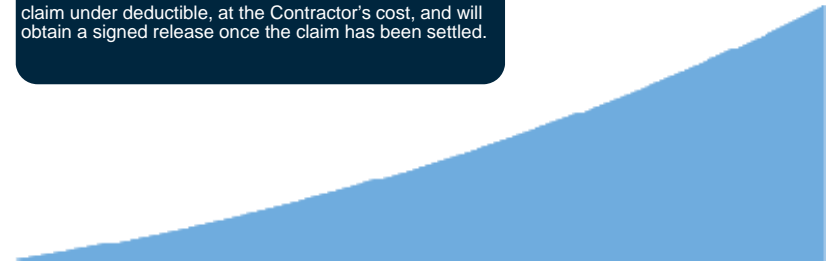 claim under deductible, at the Contractor’s cost, and will
obtain a signed release once the claim has been settled.